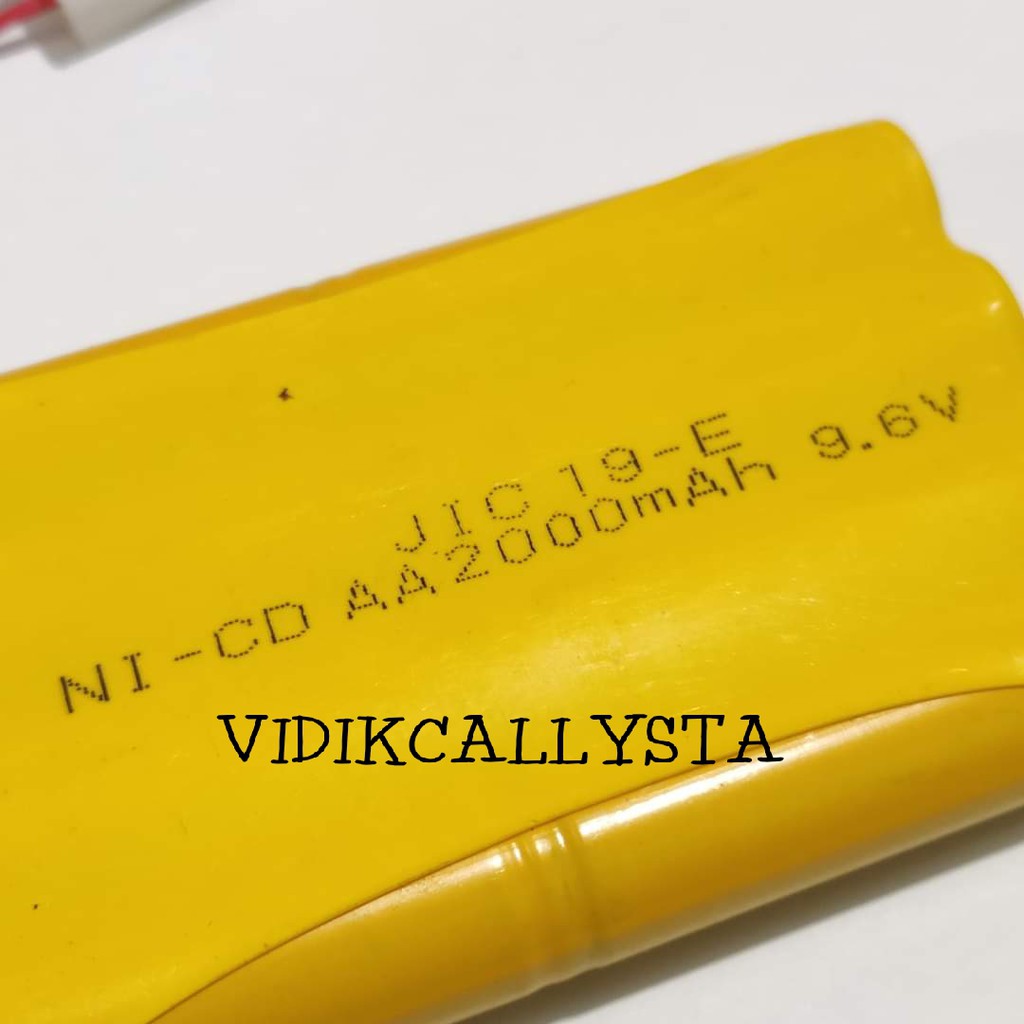 JIC 19-E
NI-CD AA2000mAh 9.6V
VIDIKCALLYSTA